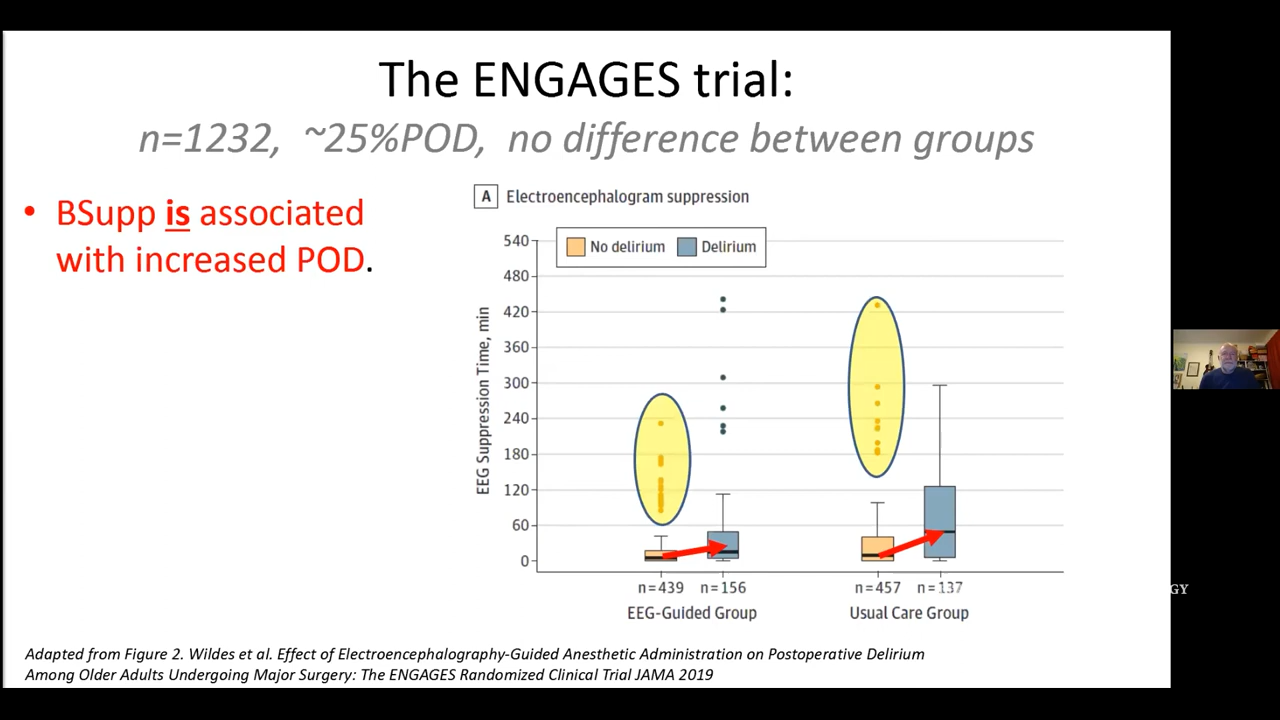 The ENGAGES trial:
n=1232, ~25%POD, no difference between groups
• BSupp is associated
with increased POD.
A Electroencephalogram suppression
No delirium Delirium
EEG Suppression Time, min
540
480
420
360
300
240
180
120
60
0
n=439 n=156 n=457 n=137
EEG-Guided Group Usual Care Group
GY
Adapted from Figure 2. Wildes et al. Effect of Electroencephalography-Guided Anesthetic Administration on Postoperative Delirium
Among Older Adults Undergoing Major Surgery: The ENGAGES Randomized Clinical Trial JAMA 2019